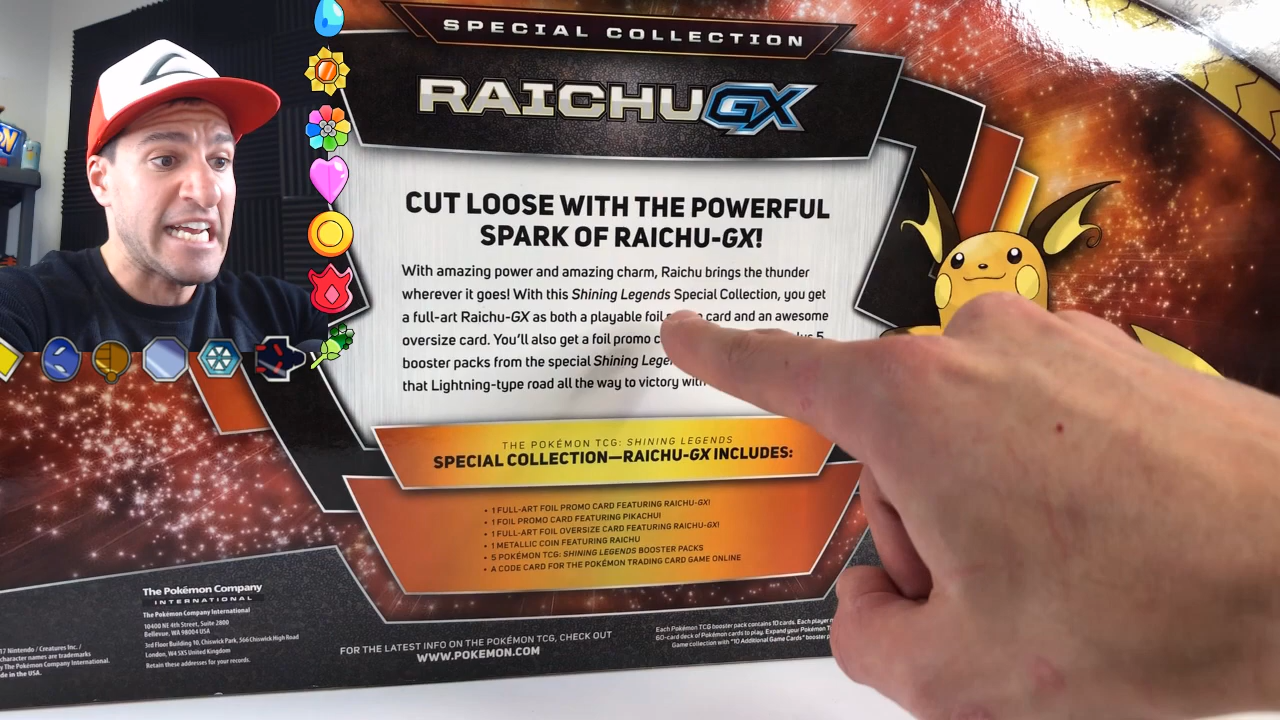 SPECIAL COLLECTION
RAICHU GX
CUT LOOSE WITH THE POWERFUL
SPARK OF RAICHU-GX!
With amazing power and amazing charm, Raichu brings the thunder
wherever it goes! With this Shining Legends Special Collection, you get
a full-art Raichu-GX as both a playable foil card and an awesome
oversize card. You'll also get a foil promo 5
booster packs from the special Shining
that Lightning-type road all the way to victory with
THE POKÉMON TCG: SHINING LEGENDS
SPECIAL COLLECTION—RAICHU-GX INCLUDES:
• 1 FULL-ART FOIL PROMO CARD FEATURING RAICHU-GX!
• 1 FOIL PROMO CARD FEATURING PIKACHU!
• 1 FULL-ART FOIL OVERSIZE CARD FEATURING RAICHU-GX!
• 1 METALLIC COIN FEATURING RAICHU
• 5 POKÉMON TCG: SHINING LEGENDS BOOSTER PACKS
• A CODE CARD FOR THE POKÉMON TRADING CARD GAME ONLINE
The Pokémon Company
INTERNATIONAL
The Pokémon Company International
10400 NE 4th Street, Suite 2800
Bellevue, WA 98004 USA
3rd Floor Building 10, Chiswick Park, 566 Chiswick High Road
London, W4 5XS United Kingdom
Retain these addresses for your records.
17 Nintendo / Creatures Inc. /
character names are trademarks
The Pokémon Company International.
de in the USA.
FOR THE LATEST INFO ON THE POKÉMON TCG, CHECK OUT
WWW.POKEMON.COM
Each Pokémon TCG booster pack contains 10 cards. Each player
60-card deck of Pokémon cards to play. Expand your Pokémon
Game collection with "10 Additional Game Cards" booster